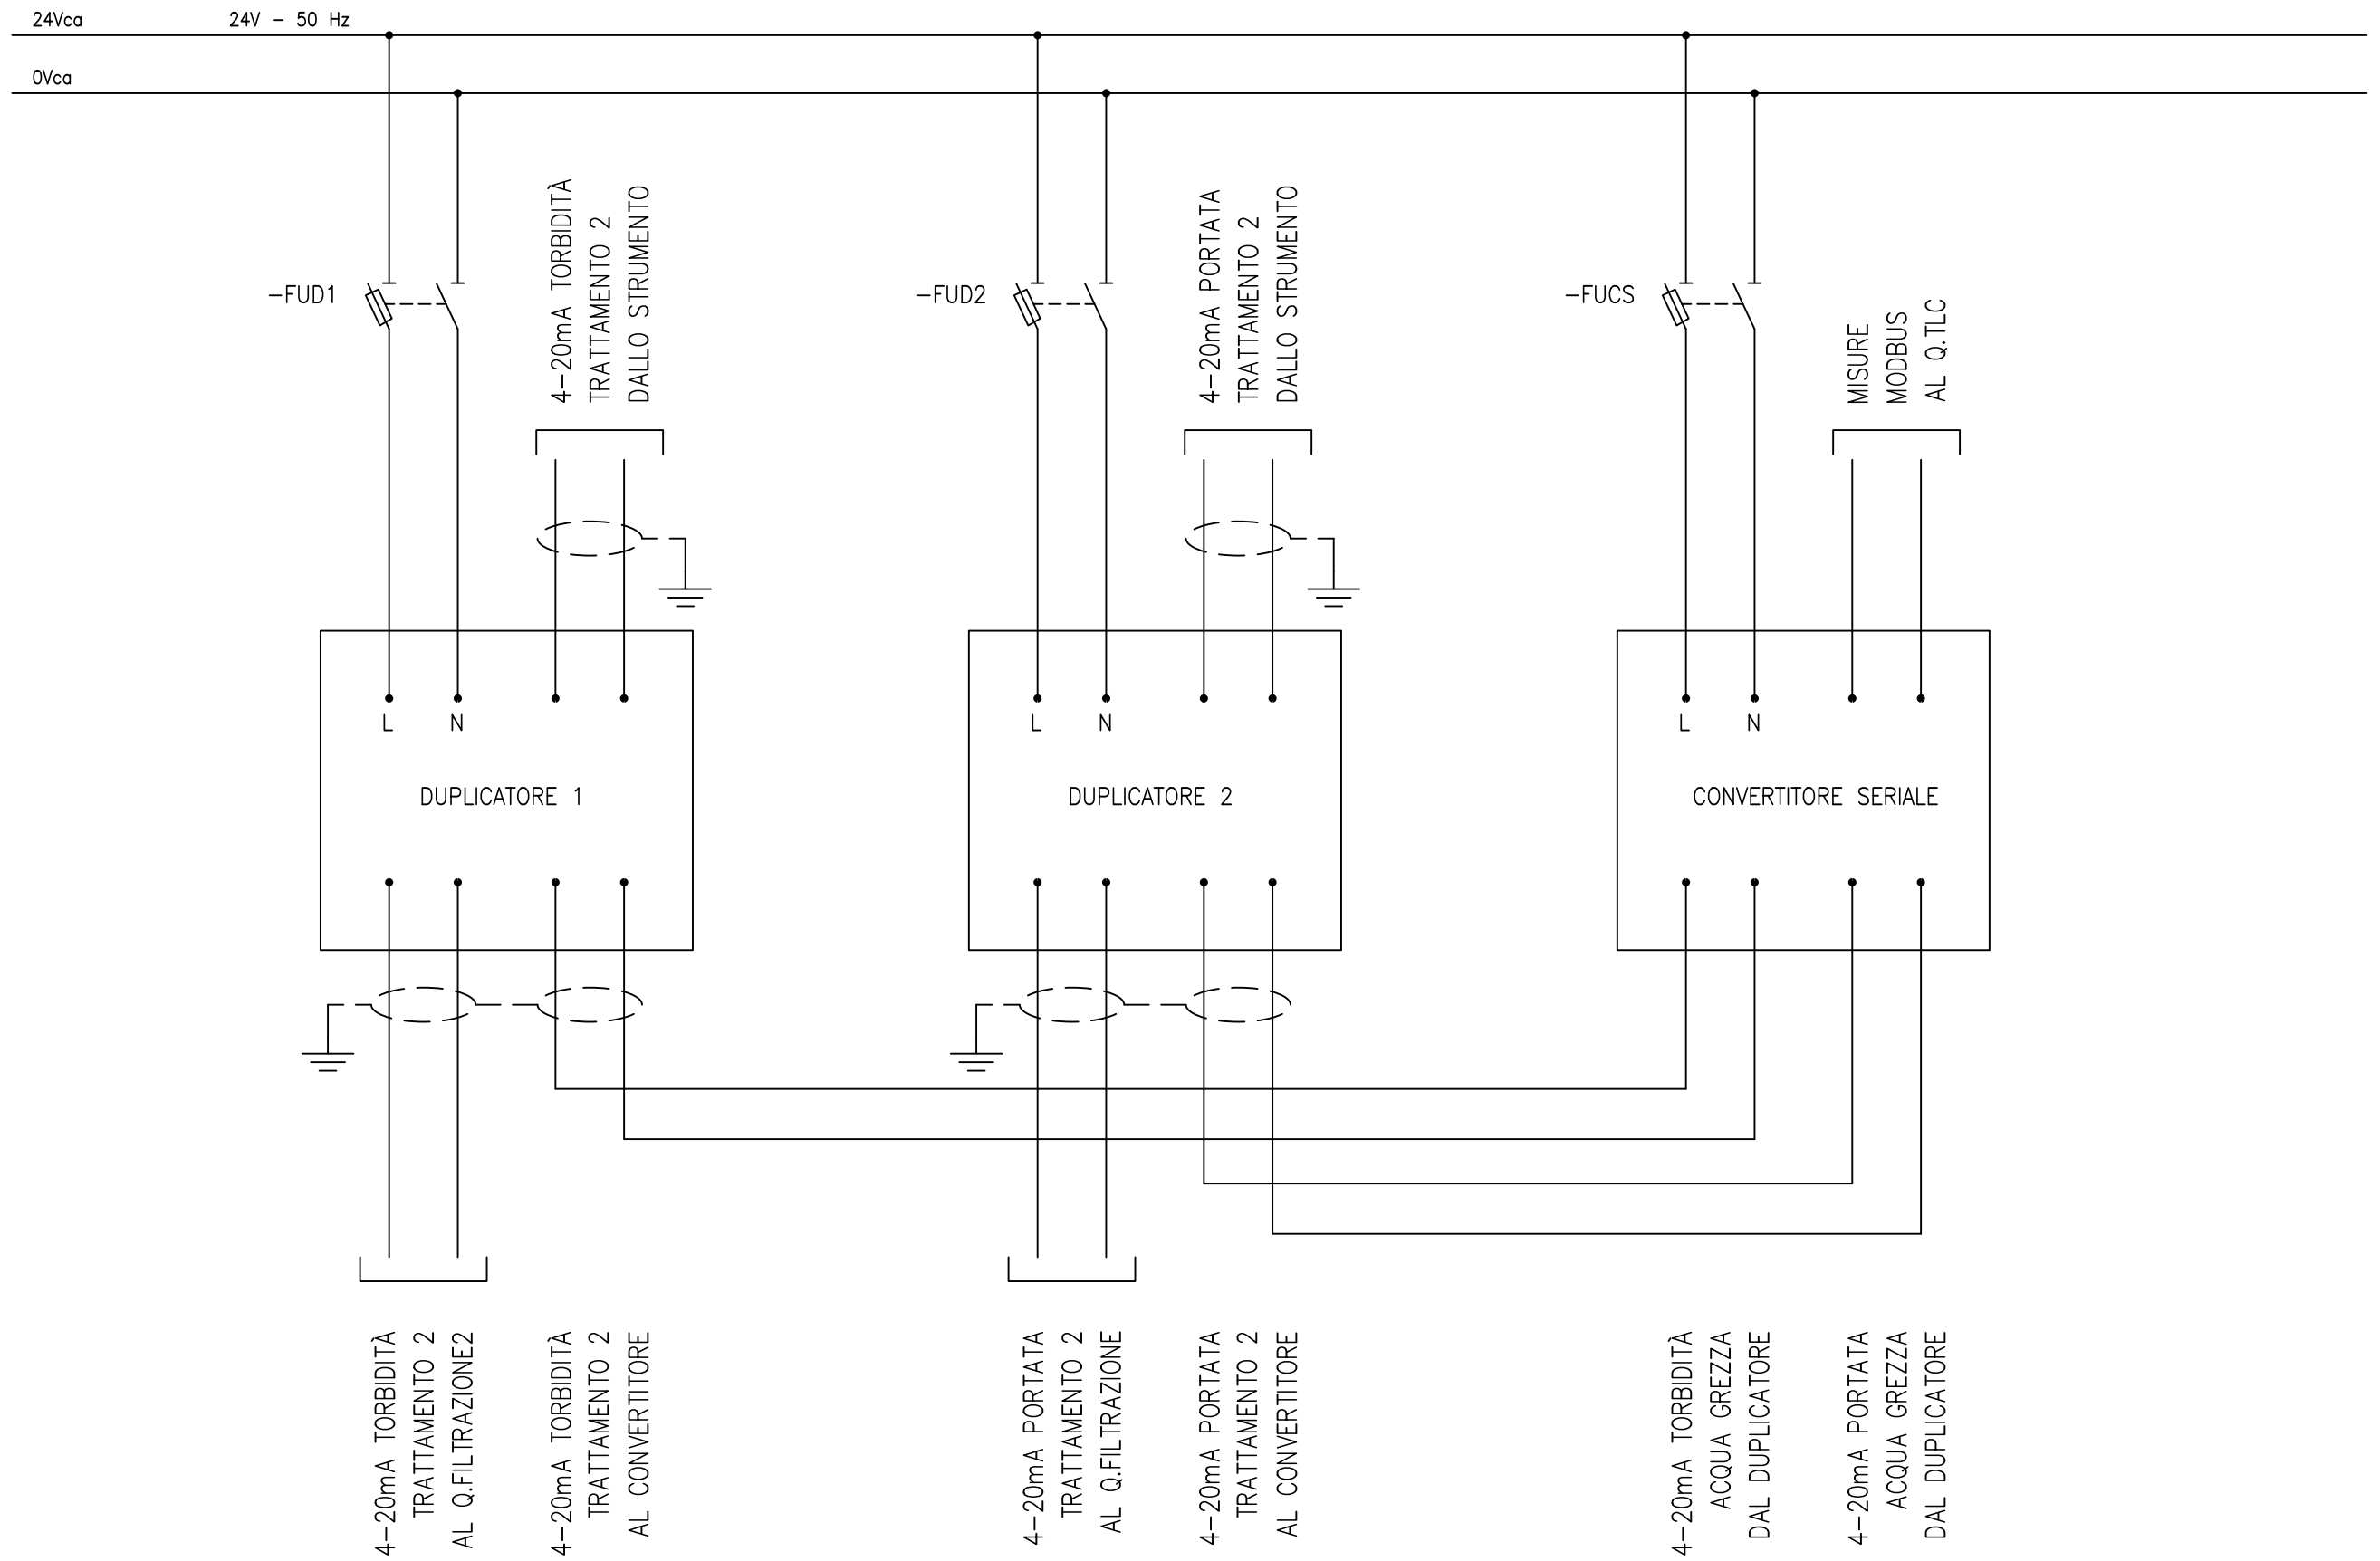 24Vca
24V - 50 Hz
0Vca
-FUD1
4-20mA TORBIDITÀ
TRATTAMENTO 2
DALLO STRUMENTO
-FUD2
4-20mA PORTATA
TRATTAMENTO 2
DALLO STRUMENTO
-FUCS
MISURE
MODBUS
AL Q.TLC
L
N
DUPLICATORE 1
L
N
DUPLICATORE 2
L
N
CONVERTITORE SERIALE
4-20mA TORBIDITÀ
TRATTAMENTO 2
AL Q.FILTRAZIONE2
4-20mA TORBIDITÀ
TRATTAMENTO 2
AL CONVERTITORE
4-20mA PORTATA
TRATTAMENTO 2
AL Q.FILTRAZIONE
4-20mA PORTATA
TRATTAMENTO 2
AL CONVERTITORE
4-20mA TORBIDITÀ
ACQUA GREZZA
DAL DUPLICATORE
4-20mA PORTATA
ACQUA GREZZA
DAL DUPLICATORE